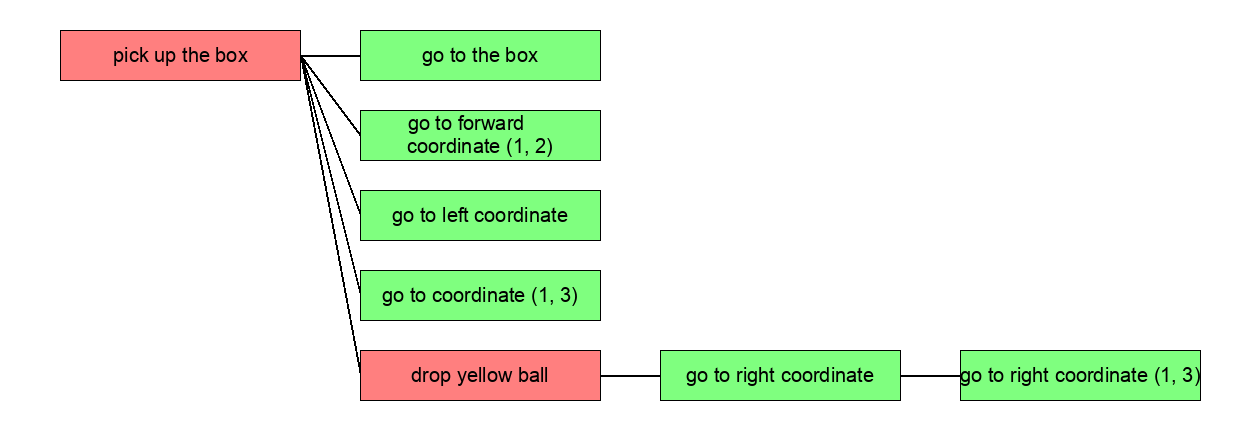 pick up the box
go to the box
go to forward
coordinate (1, 2)
go to left coordinate
go to coordinate (1, 3)
drop yellow ball
go to right coordinate
go to right coordinate (1, 3)